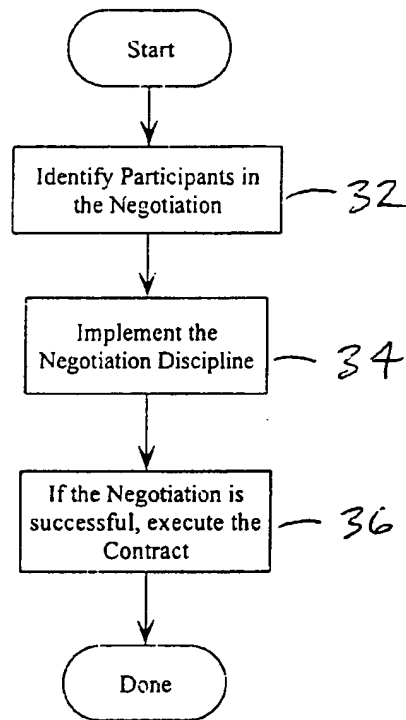 Start
Identify Participants in
the Negotiation
32
Implement the
Negotiation Discipline
34
If the Negotiation is
successful, execute the
Contract
36
Done